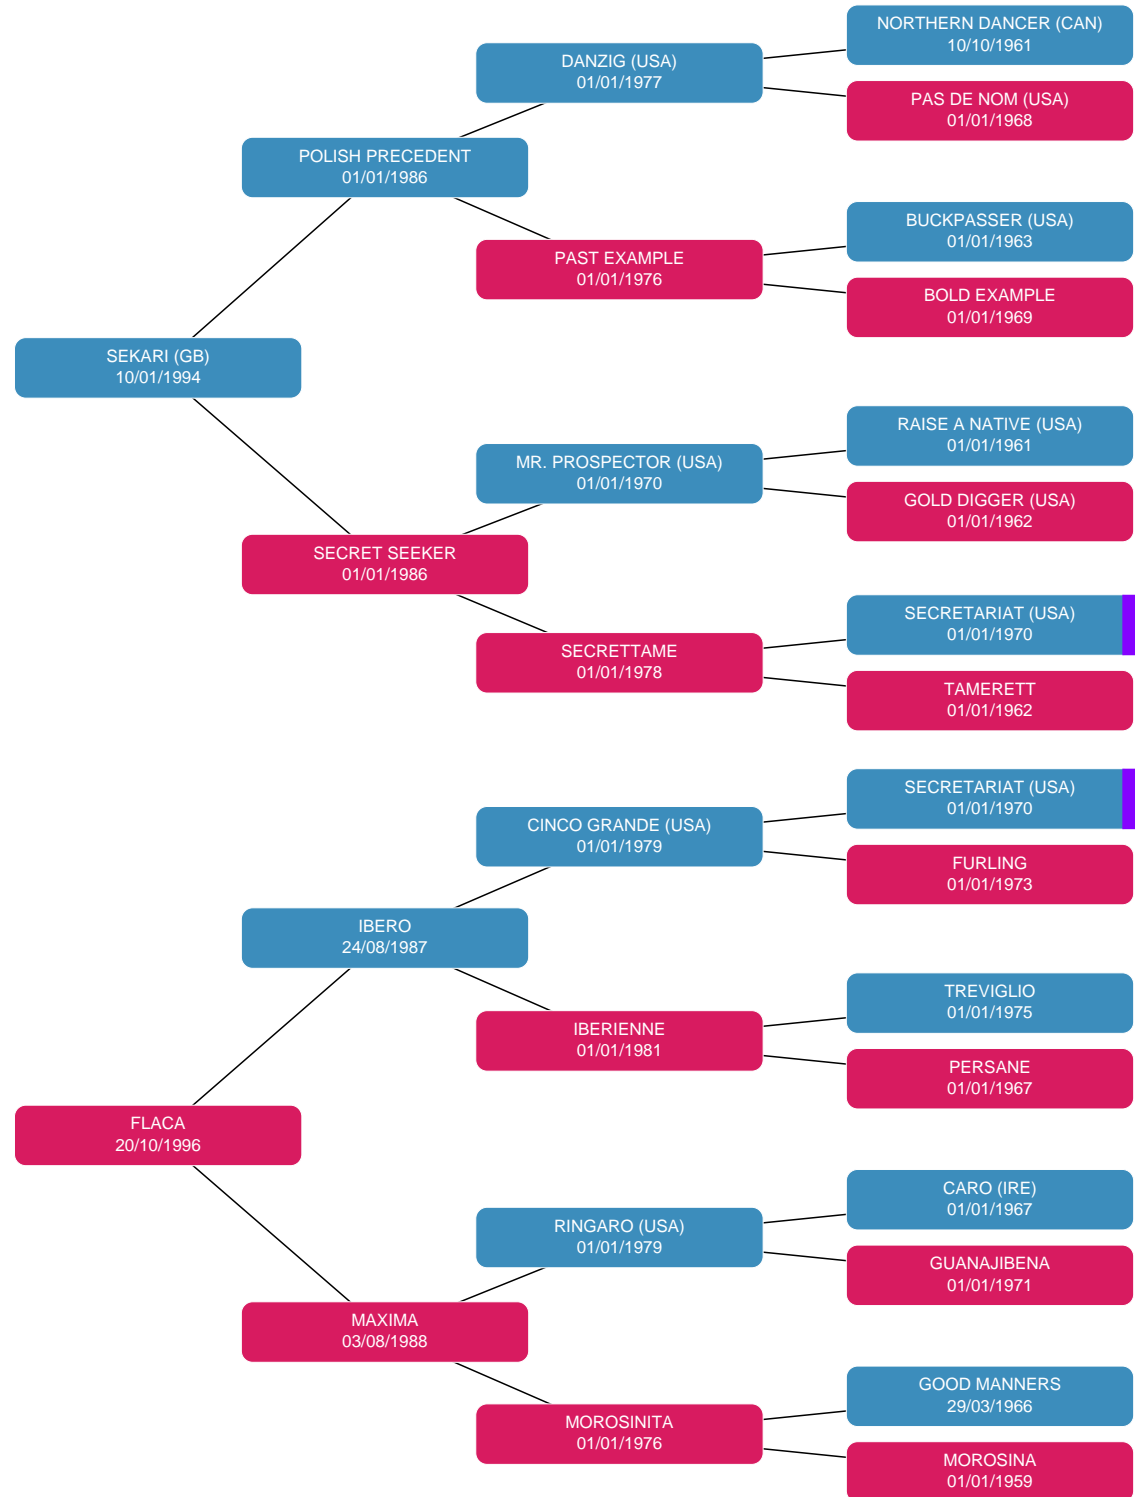 NORTHERN DANCER (CAN)
10/10/1961
DANZIG (USA)
01/01/1977
PAS DE NOM (USA)
01/01/1968
POLISH PRECEDENT
01/01/1986
BUCKPASSER (USA)
01/01/1963
PAST EXAMPLE
01/01/1976
BOLD EXAMPLE
01/01/1969
SEKARI (GB)
10/01/1994
RAISE A NATIVE (USA)
01/01/1961
MR. PROSPECTOR (USA)
01/01/1970
GOLD DIGGER (USA)
01/01/1962
SECRET SEEKER
01/01/1986
SECRETARIAT (USA)
01/01/1970
SECRETTAME
01/01/1978
TAMERETT
01/01/1962
SECRETARIAT (USA)
01/01/1970
CINCO GRANDE (USA)
01/01/1979
FURLING
01/01/1973
IBERO
24/08/1987
TREVIGLIO
01/01/1975
IBERIENNE
01/01/1981
PERSANE
01/01/1967
FLACA
20/10/1996
CARO (IRE)
01/01/1967
RINGARO (USA)
01/01/1979
GUANAJIBENA
01/01/1971
MAXIMA
03/08/1988
GOOD MANNERS
29/03/1966
MOROSINITA
01/01/1976
MOROSINA
01/01/1959